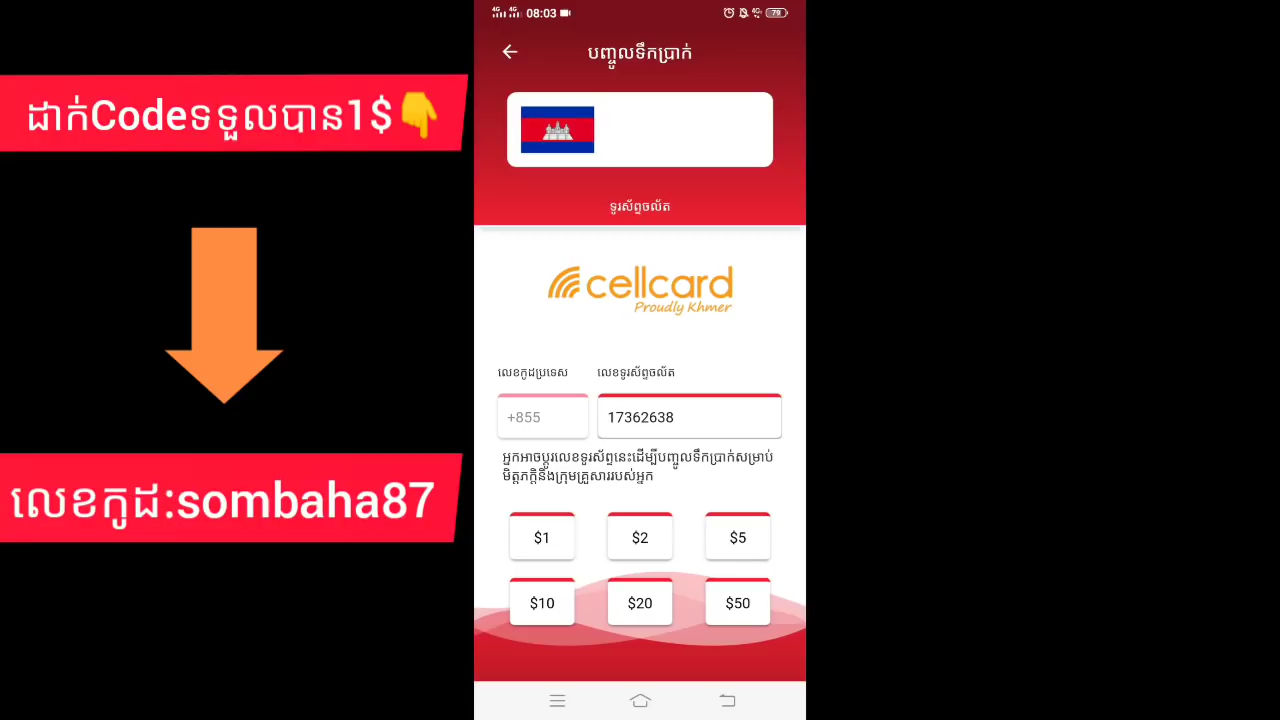 ដាក់Codeទទួលបាន1$👇
លេខកូដ:sombaha87
4G 4G 08:03 4G 79
បញ្ចូលទឹកប្រាក់
ទូរស័ព្ទចល័ត
cellcard
Proudly Khmer
លេខកូដប្រទេស លេខទូរស័ព្ទចល័ត
+855 17362638
អ្នកអាចប្តូរលេខទូរស័ព្ទនេះដើម្បីបញ្ចូលទឹកប្រាក់សម្រាប់
មិត្តភក្តិនិងក្រុមគ្រួសាររបស់អ្នក
$1 $2 $5
$10 $20 $50